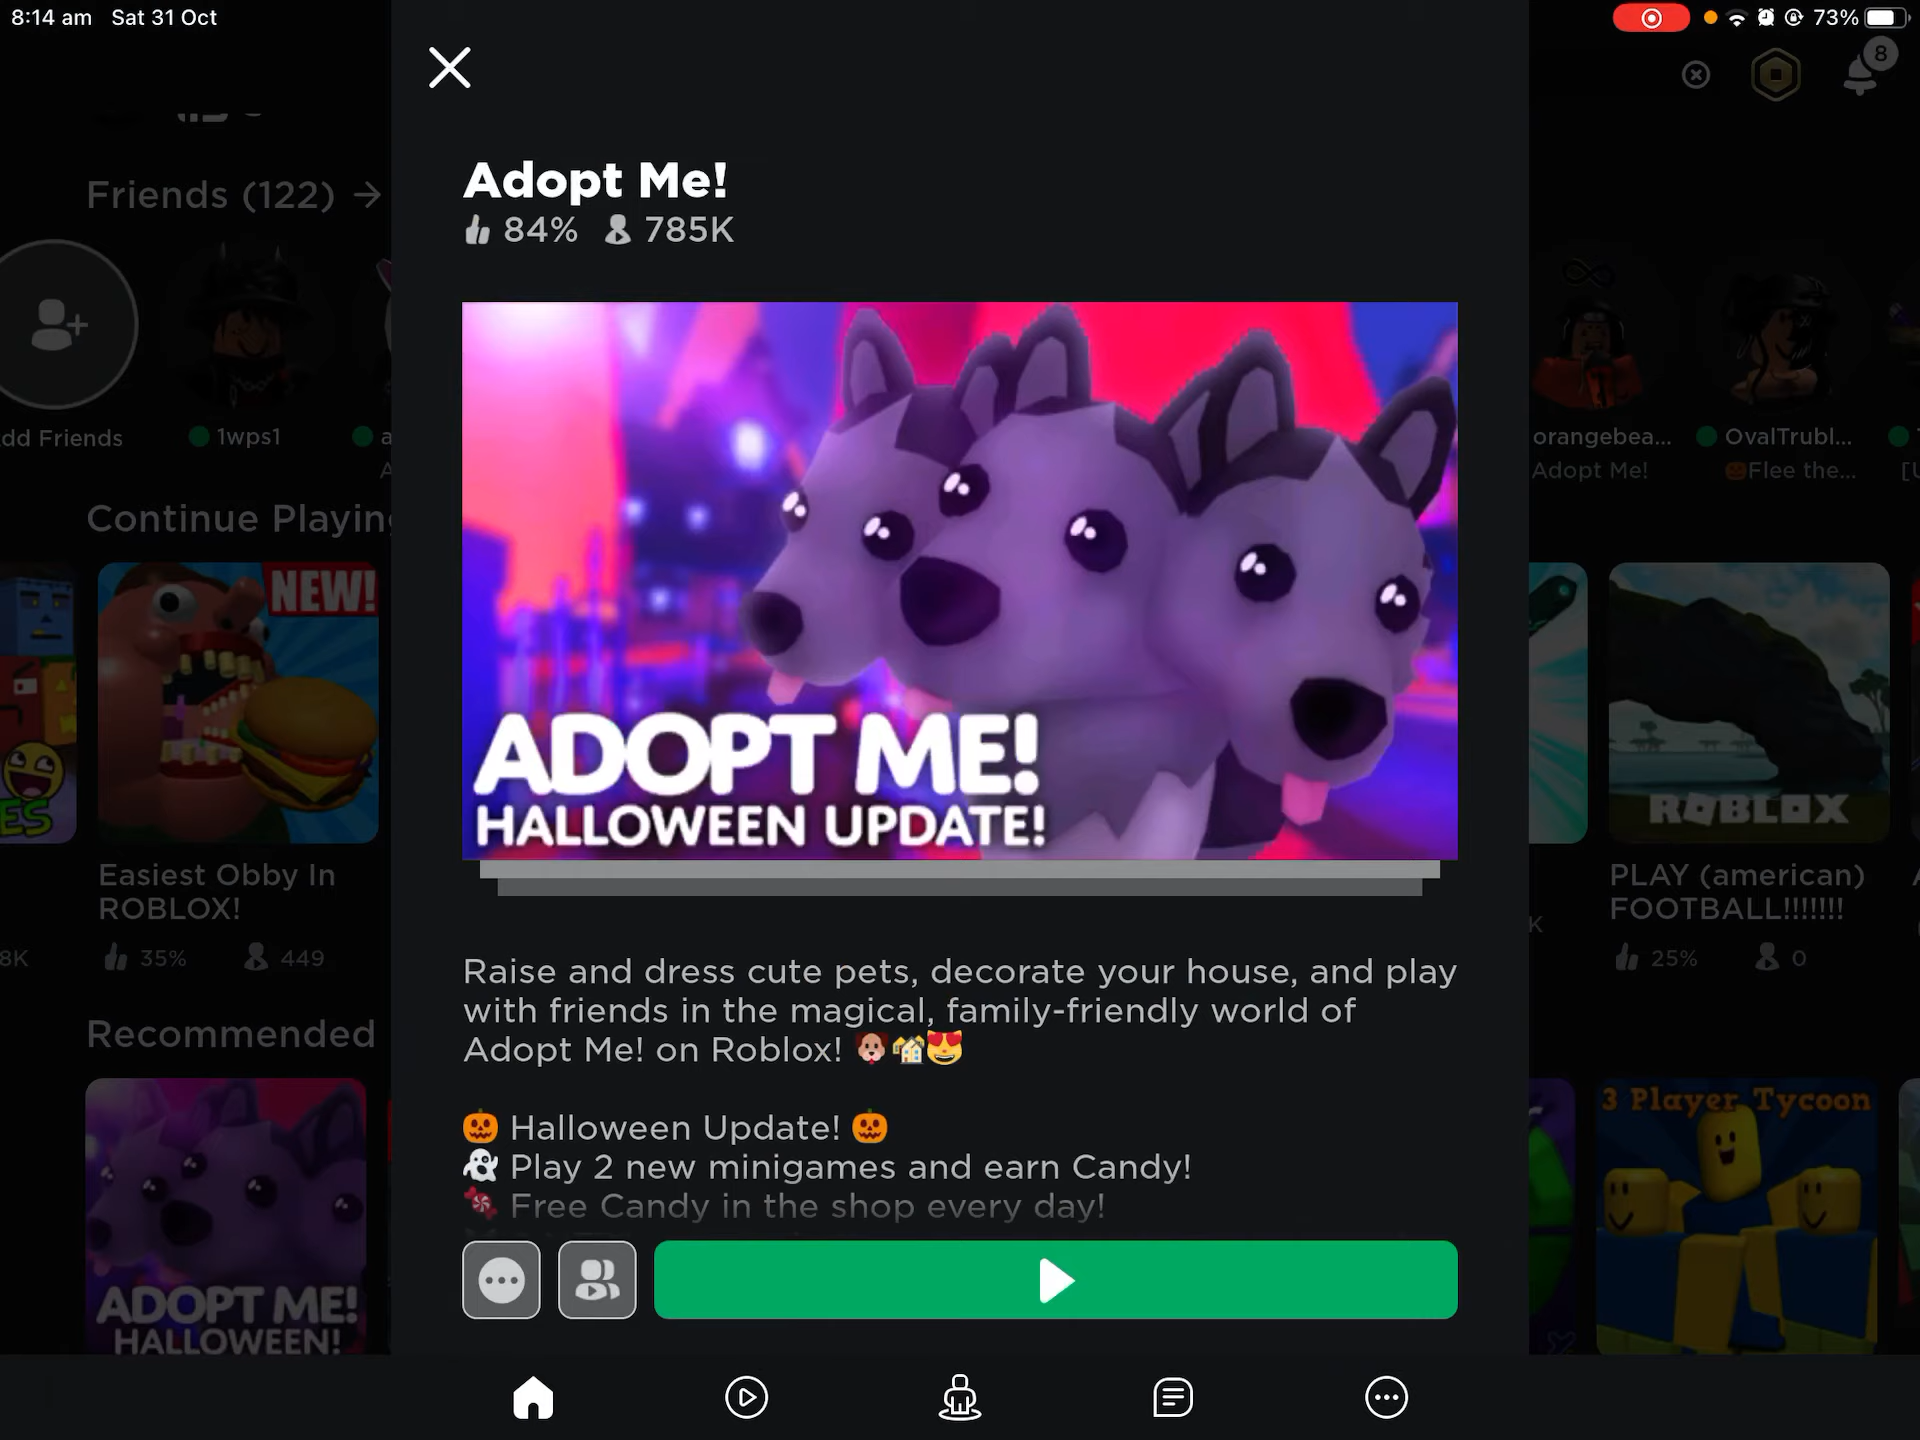 8:14 am Sat 31 Oct
73%
8
Friends (122) →
Adopt Me!
84% 785K
dd Friends
1wps1
a
A
orangebea...
Adopt Me!
OvalTrubl...
🎃Flee the...
[U
Continue Playing
NEW!
ES
ROBLOX
ADOPT ME!
HALLOWEEN UPDATE!
Easiest Obby In
ROBLOX!
8K
35% 449
K
PLAY (american)
FOOTBALL!!!!!!!
25% 0
Raise and dress cute pets, decorate your house, and play
with friends in the magical, family-friendly world of
Adopt Me! on Roblox! 🐶🏡😍
🎃 Halloween Update! 🎃
👻 Play 2 new minigames and earn Candy!
🍬 Free Candy in the shop every day!
Recommended
ADOPT ME!
HALLOWEEN!
3 Player Tycoon